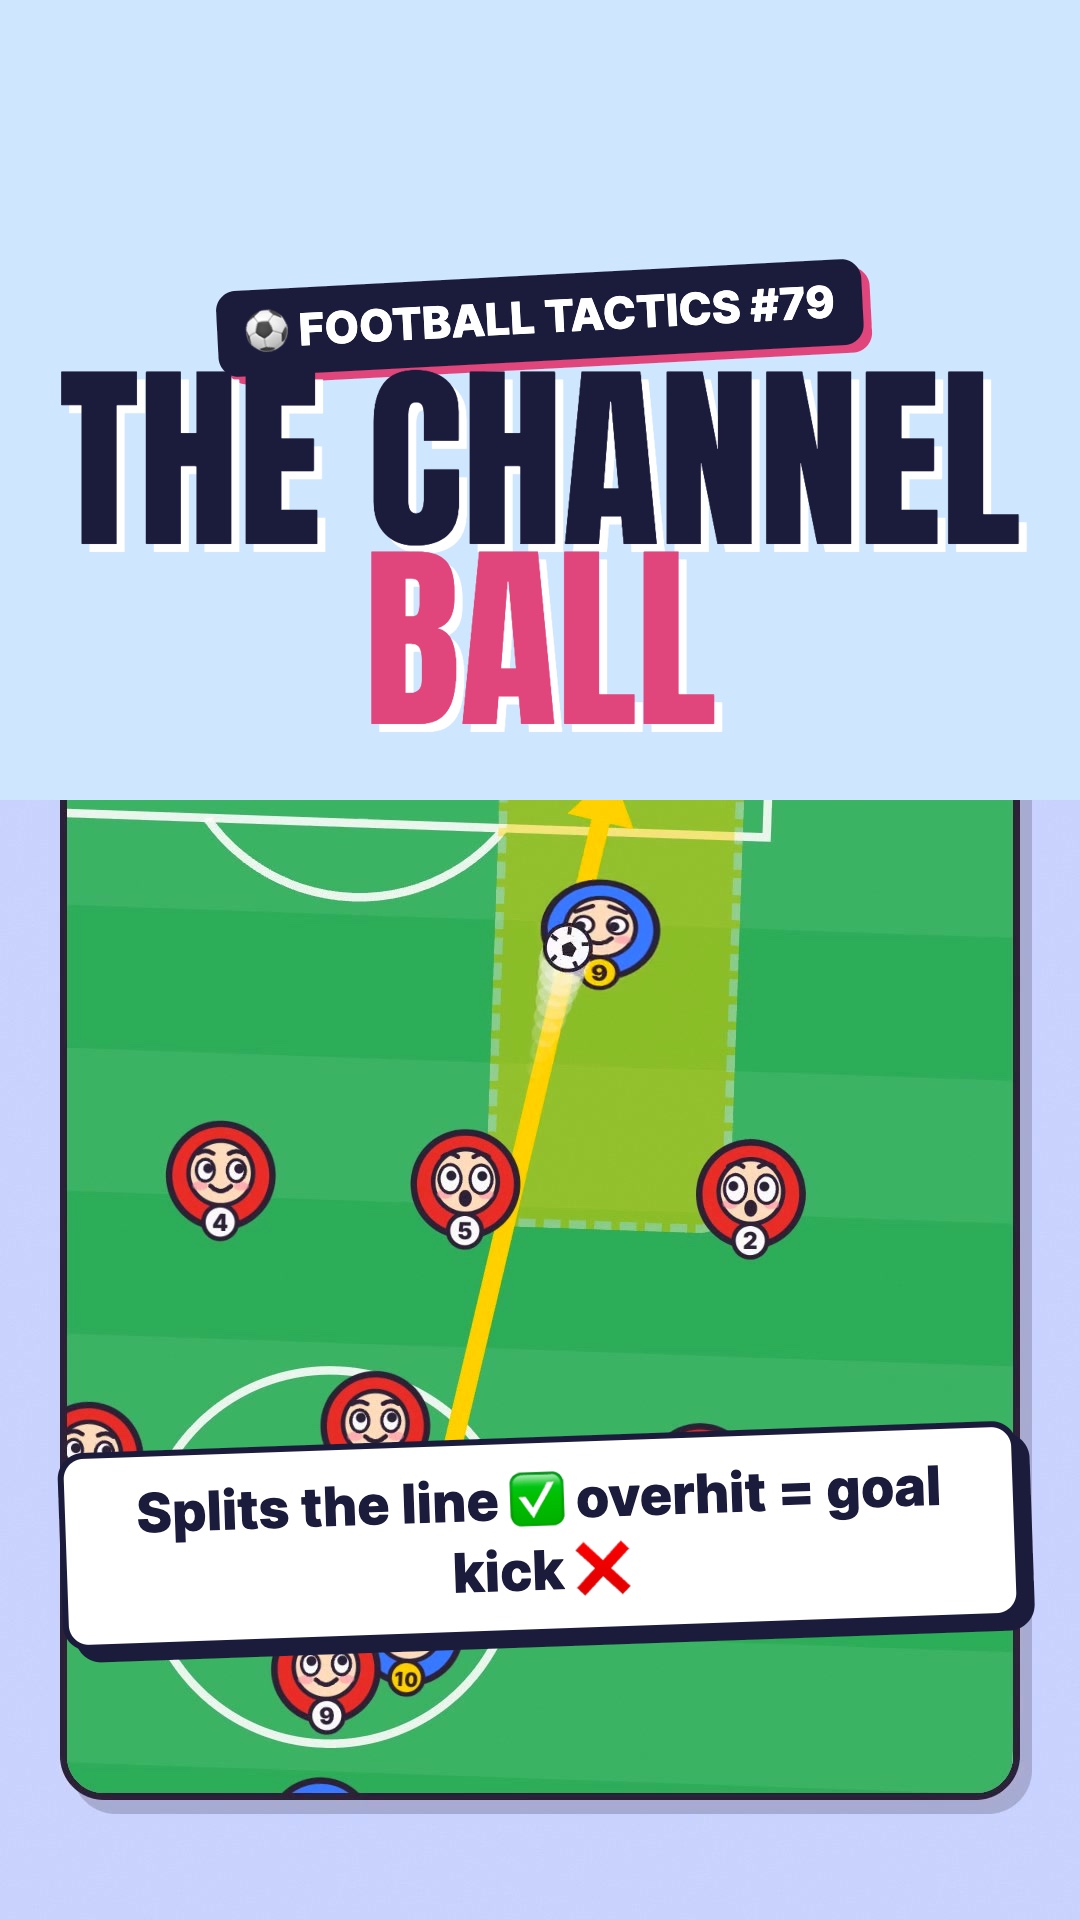 ⚽ FOOTBALL TACTICS #79
THE CHANNEL
BALL
9
4
5
2
Splits the line ✅ overhit = goal
kick ❌
10
9